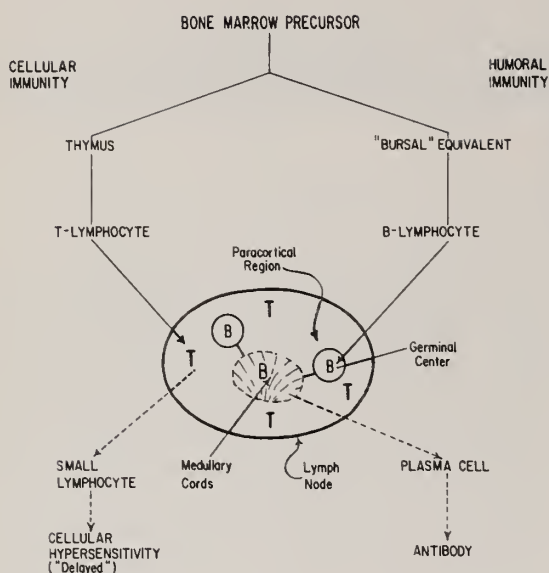 BONE MARROW PRECURSOR
CELLULAR
IMMUNITY
HUMORAL
IMMUNITY
THYMUS
"BURSAL" EQUIVALENT
T-LYMPHOCYTE
B-LYMPHOCYTE
Paracortical
Region
T
B
T
B
B
T
T
Germinal
Center
SMALL
LYMPHOCYTE
Medullary
Cords
Lymph
Node
PLASMA CELL
CELLULAR
HYPERSENSITIVITY
("Delayed")
ANTIBODY